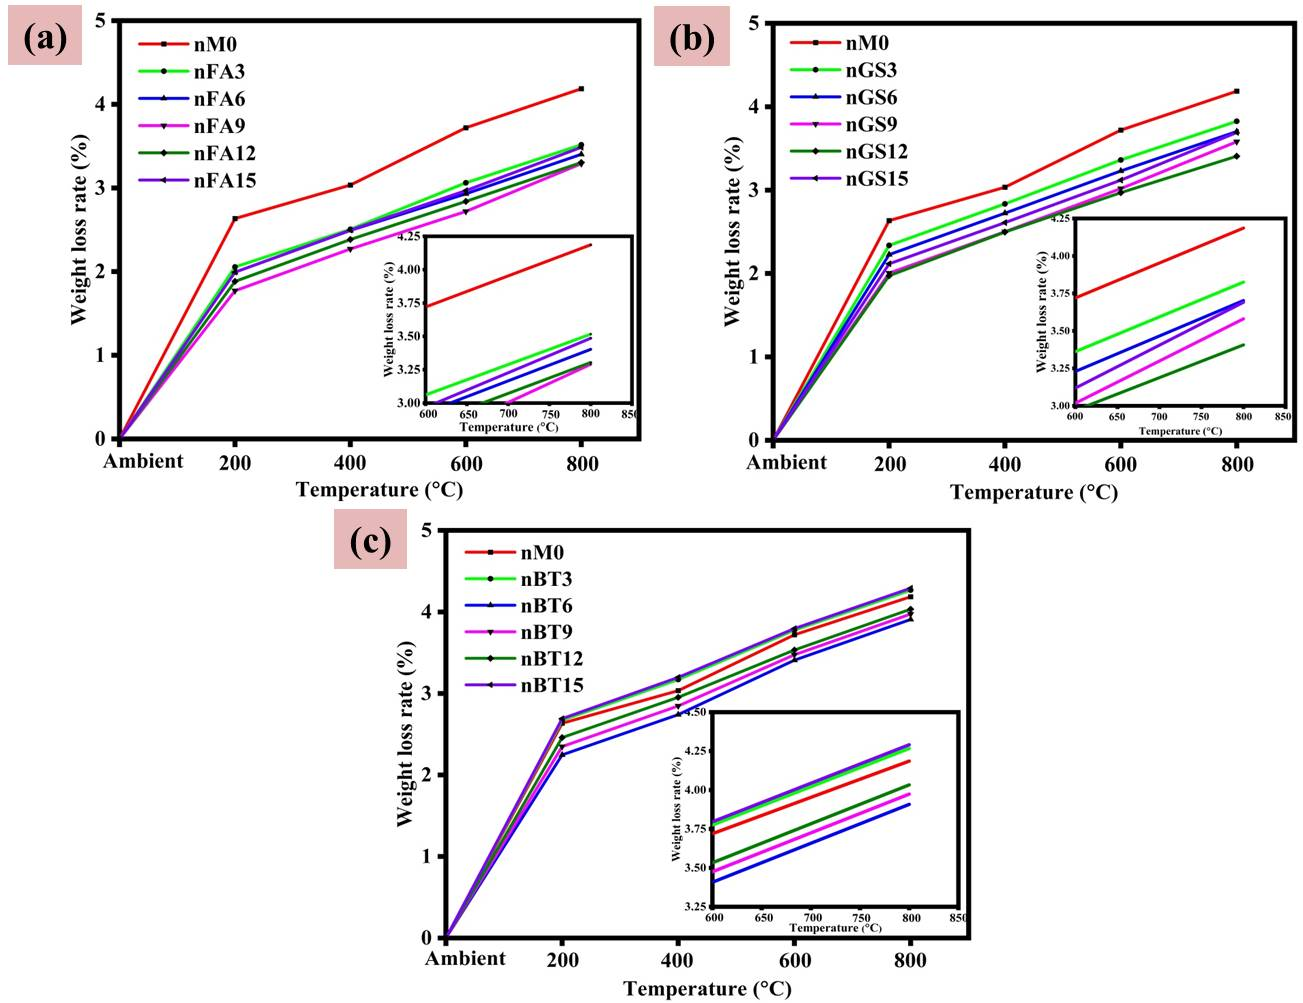 (a)
5
4
3
2
1
0
Weight loss rate (%)
nM0
nFA3
nFA6
nFA9
nFA12
nFA15
Ambient 200 400 600 800
Temperature (°C)
4.25
4.00
3.75
3.50
3.25
3.00
Weight loss rate (%)
600 650 700 750 800 850
Temperature (°C)
(b)
5
4
3
2
1
0
Weight loss rate (%)
nM0
nGS3
nGS6
nGS9
nGS12
nGS15
Ambient 200 400 600 800
Temperature (°C)
4.25
4.00
3.75
3.50
3.25
3.00
Weight loss rate (%)
600 650 700 750 800 850
Temperature (°C)
(c)
5
4
3
2
1
0
Weight loss rate (%)
nM0
nBT3
nBT6
nBT9
nBT12
nBT15
Ambient 200 400 600 800
Temperature (°C)
4.50
4.25
4.00
3.75
3.50
3.25
Weight loss rate (%)
600 650 700 750 800 850
Temperature (°C)